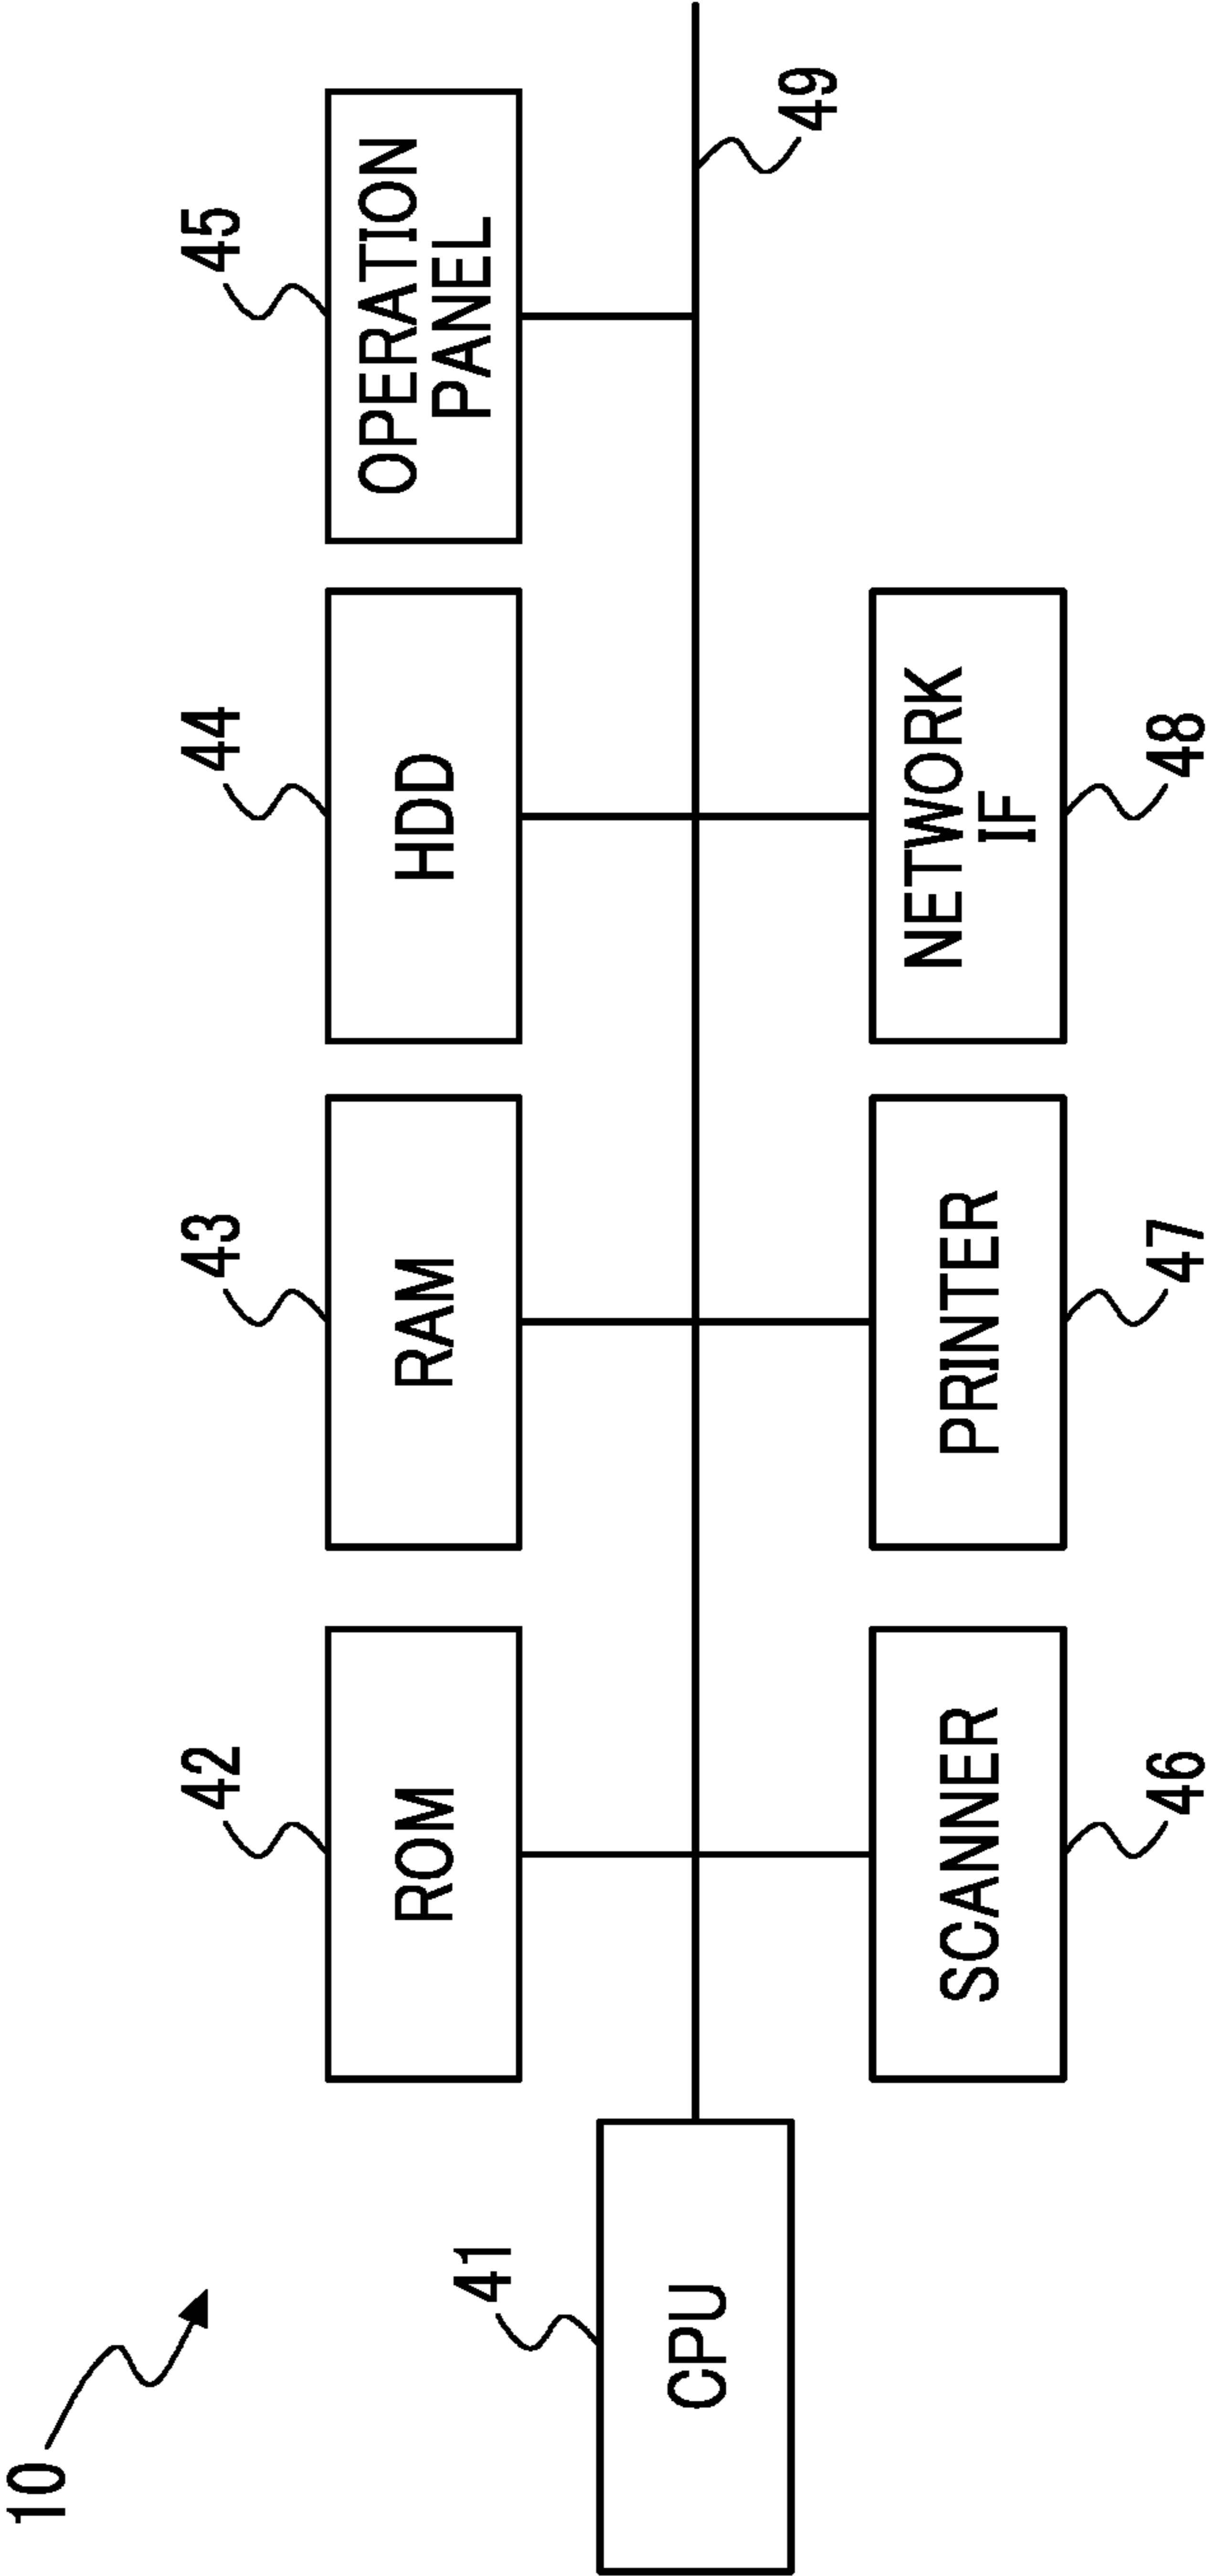 10
42
43
44
45
ROM
RAM
HDD
OPERATION
PANEL
41
CPU
49
SCANNER
PRINTER
NETWORK
IF
46
47
48